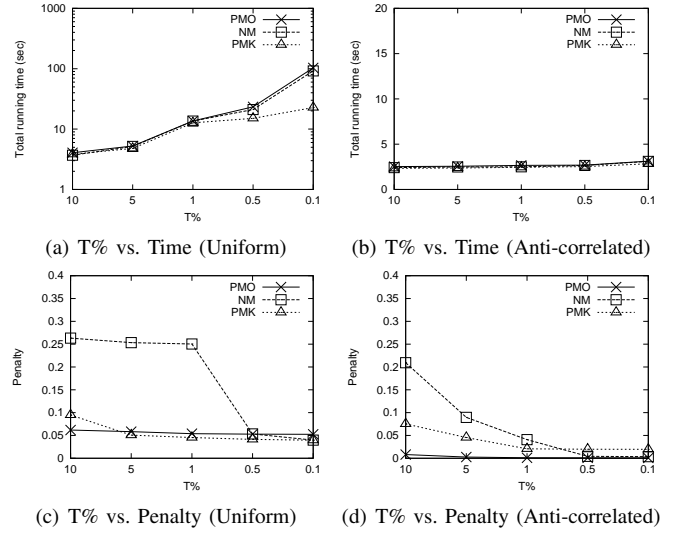 Total running time (sec)
1000
100
10
1
10 5 1 0.5 0.1
T%
PMO
NM
PMK
(a) T% vs. Time (Uniform)
Total running time (sec)
20
15
10
5
0
10 5 1 0.5 0.1
T%
PMO
NM
PMK
(b) T% vs. Time (Anti-correlated)
Penalty
0.4
0.35
0.3
0.25
0.2
0.15
0.1
0.05
0
10 5 1 0.5 0.1
T%
PMO
NM
PMK
(c) T% vs. Penalty (Uniform)
Penalty
0.4
0.35
0.3
0.25
0.2
0.15
0.1
0.05
0
10 5 1 0.5 0.1
T%
PMO
NM
PMK
(d) T% vs. Penalty (Anti-correlated)